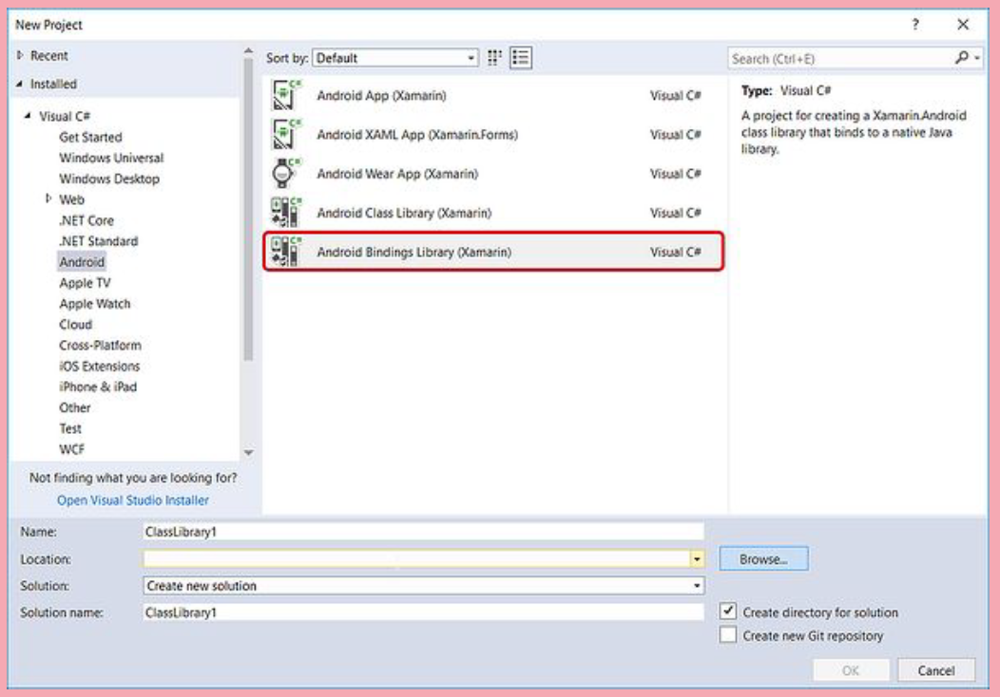 New Project
?
Recent
Installed
Visual C#
Get Started
Windows Universal
Windows Desktop
Web
.NET Core
.NET Standard
Android
Apple TV
Apple Watch
Cloud
Cross-Platform
iOS Extensions
iPhone & iPad
Other
Test
WCF
Not finding what you are looking for?
Open Visual Studio Installer
Sort by: Default
Android App (Xamarin) Visual C#
Android XAML App (Xamarin.Forms) Visual C#
Android Wear App (Xamarin) Visual C#
Android Class Library (Xamarin) Visual C#
Android Bindings Library (Xamarin) Visual C#
Search (Ctrl+E)
Type: Visual C#
A project for creating a Xamarin.Android
class library that binds to a native Java
library.
Name: ClassLibrary1
Location:
Browse...
Solution: Create new solution
Solution name: ClassLibrary1
Create directory for solution
Create new Git repository
OK Cancel